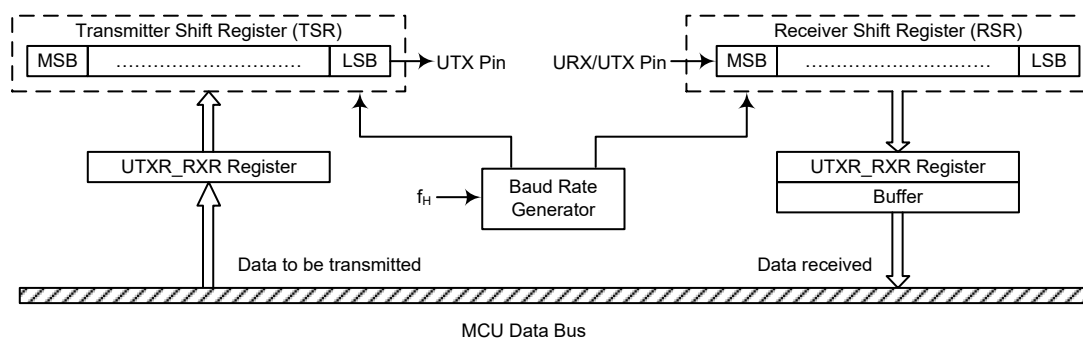 Transmitter Shift Register (TSR)
MSB
…………………………
LSB
UTX Pin
URX/UTX Pin
Receiver Shift Register (RSR)
MSB
…………………………
LSB
UTXR_RXR Register
fH
Baud Rate
Generator
UTXR_RXR Register
Buffer
Data to be transmitted
Data received
MCU Data Bus